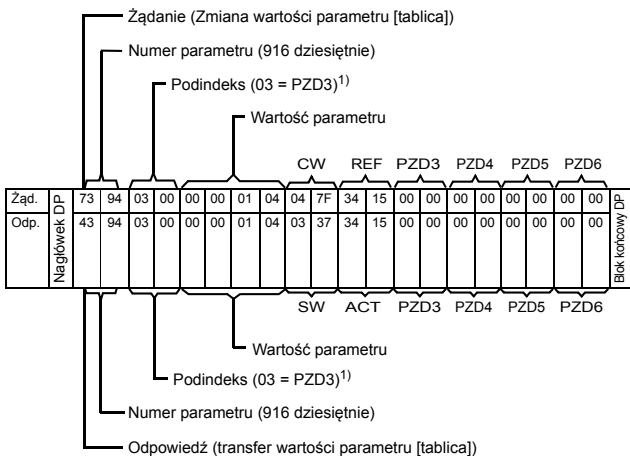 Żądanie (Zmiana wartości parametru [tablica])
Numer parametru (916 dziesiętnie)
Podindeks (03 = PZD3)1)
Wartość parametru
CW REF PZD3 PZD4 PZD5 PZD6
Żąd. 73 94 03 00 00 00 01 04 04 7F 34 15 00 00 00 00 00 00 00 00
Odp. 43 94 03 00 00 00 01 04 03 37 34 15 00 00 00 00 00 00 00 00
Nagłówek DP
Blok końcowy DP
SW ACT PZD3 PZD4 PZD5 PZD6
Wartość parametru
Podindeks (03 = PZD3)1)
Numer parametru (916 dziesiętnie)
Odpowiedź (transfer wartości parametru [tablica])